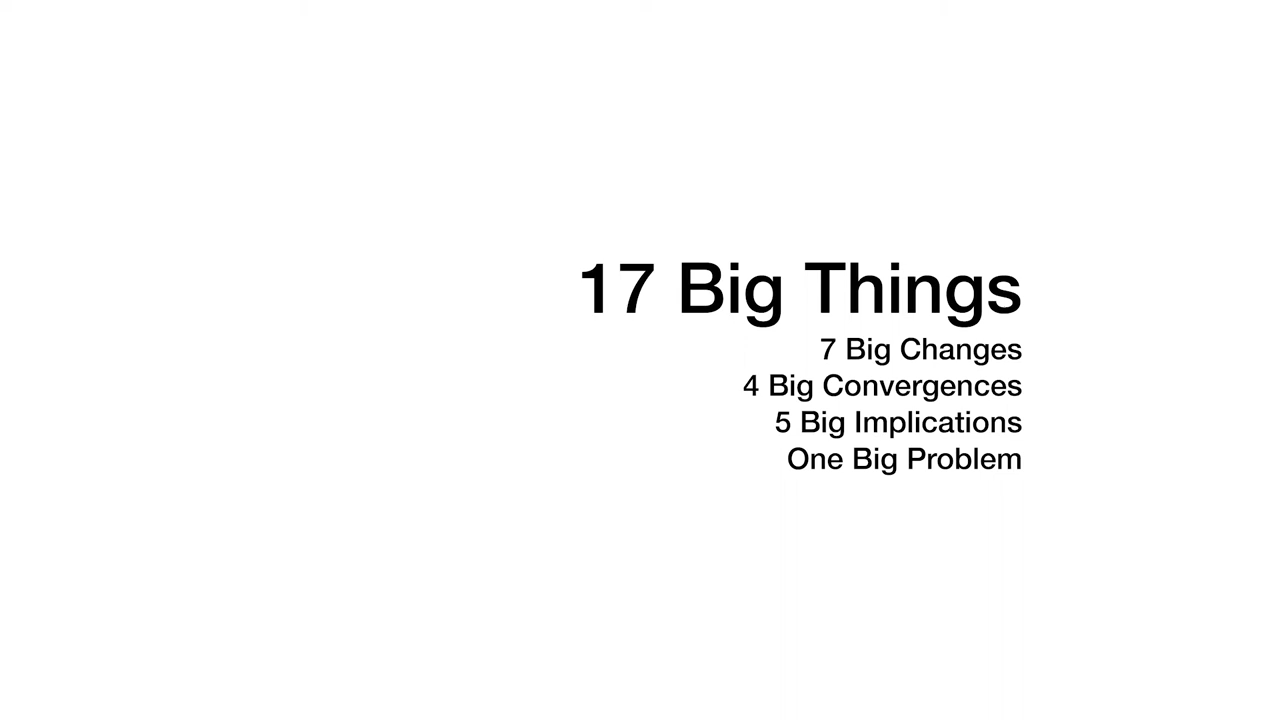 17 Big Things
7 Big Changes
4 Big Convergences
5 Big Implications
One Big Problem